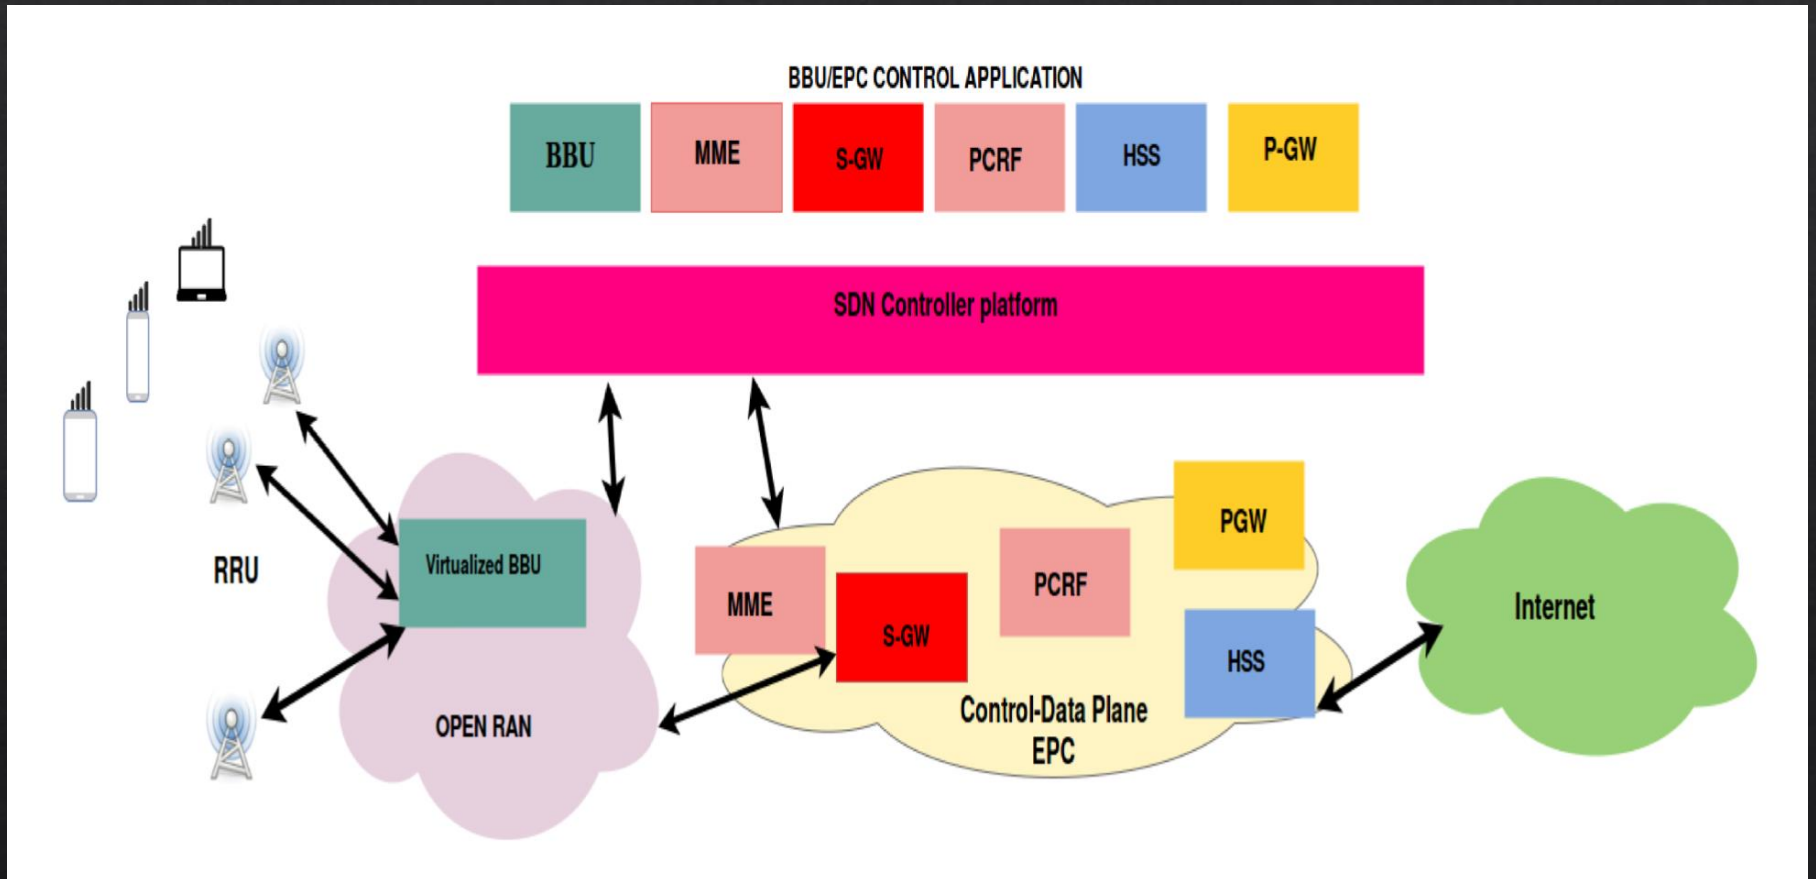 BBU/EPC CONTROL APPLICATION
BBU
MME
S-GW
PCRF
HSS
P-GW
SDN Controller platform
RRU
Virtualized BBU
OPEN RAN
MME
S-GW
PCRF
PGW
HSS
Control-Data Plane
EPC
Internet